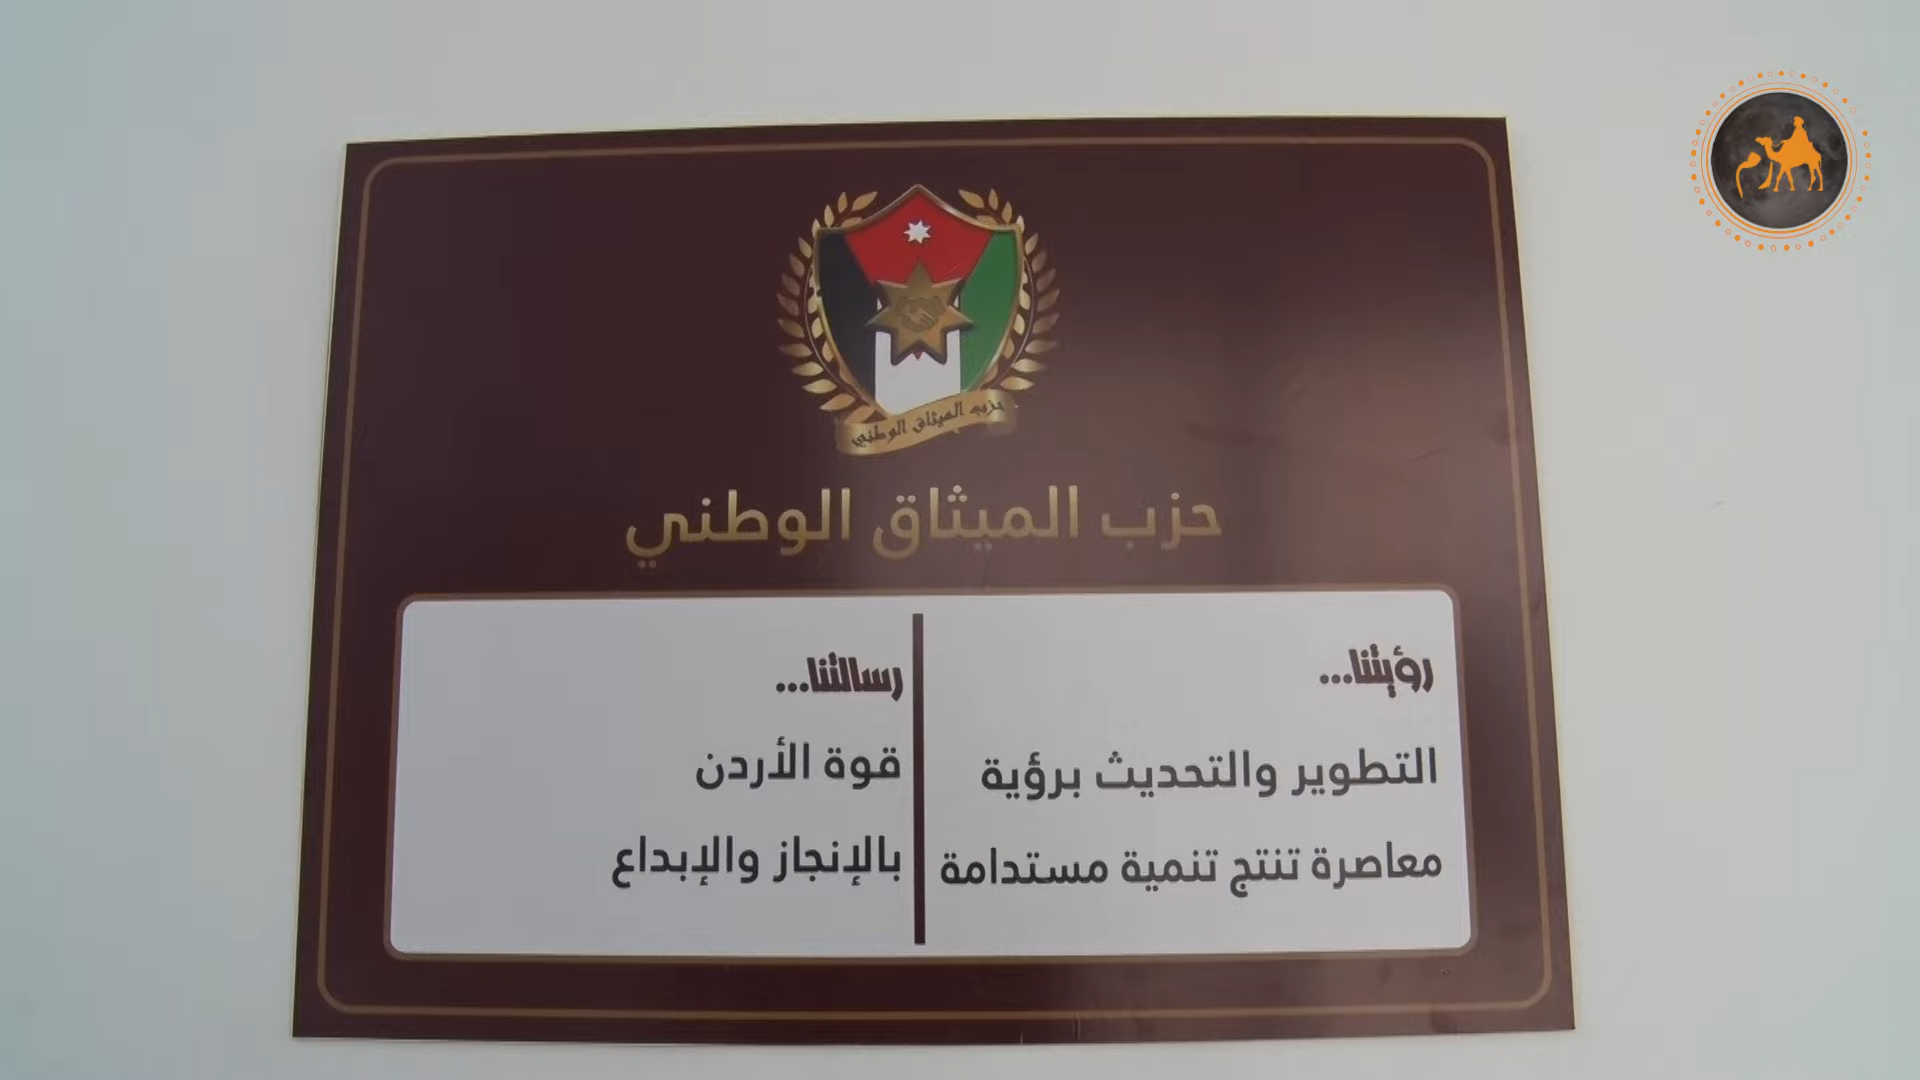 حزب الميثاق الوطني
حزب الميثاق الوطني
رؤيتنا...
التطوير والتحديث برؤية
معاصرة تنتج تنمية مستدامة
رسالتنا...
قوة الأردن
بالإنجاز والإبداع